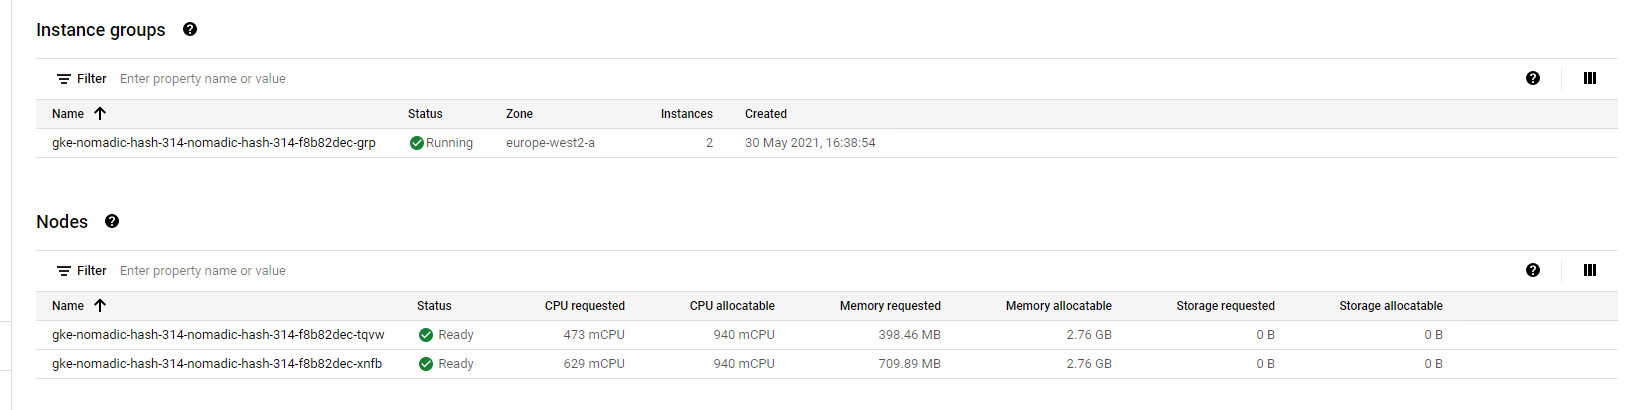 Instance groups
Filter Enter property name or value
Name Status Zone Instances Created
gke-nomadic-hash-314-nomadic-hash-314-f8b82dec-grp Running europe-west2-a 2 30 May 2021, 16:38:54
Nodes
Filter Enter property name or value
Name Status CPU requested CPU allocatable Memory requested Memory allocatable Storage requested Storage allocatable
gke-nomadic-hash-314-nomadic-hash-314-f8b82dec-tqvw Ready 473 mCPU 940 mCPU 398.46 MB 2.76 GB 0 B 0 B
gke-nomadic-hash-314-nomadic-hash-314-f8b82dec-xnfb Ready 629 mCPU 940 mCPU 709.89 MB 2.76 GB 0 B 0 B